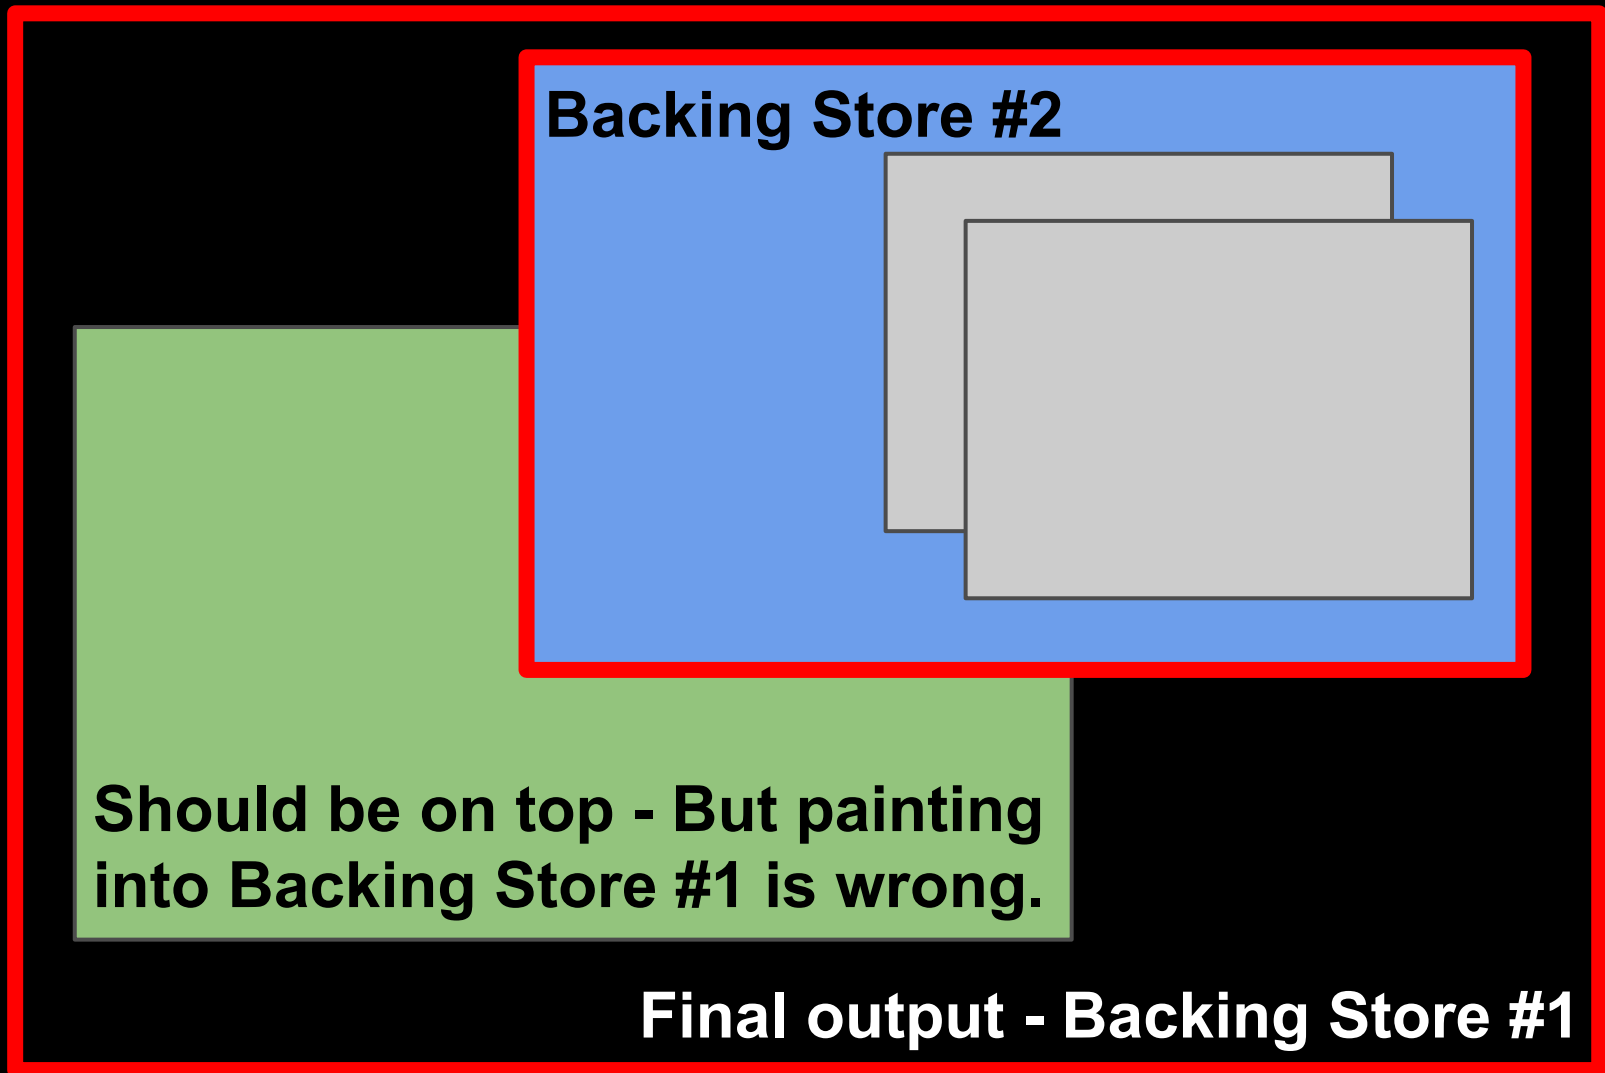 Backing Store #2
Should be on top - But painting
into Backing Store #1 is wrong.
Final output - Backing Store #1